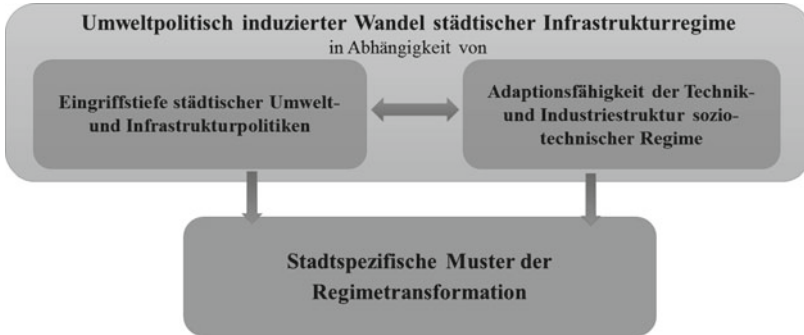 Umweltpolitisch induzierter Wandel städtischer Infrastrukturregime
in Abhängigkeit von
Eingriffstiefe städtischer Umwelt-
und Infrastrukturpolitiken
Adaptionsfähigkeit der Technik-
und Industriestruktur sozio-
technischer Regime
Stadtspezifische Muster der
Regimetransformation